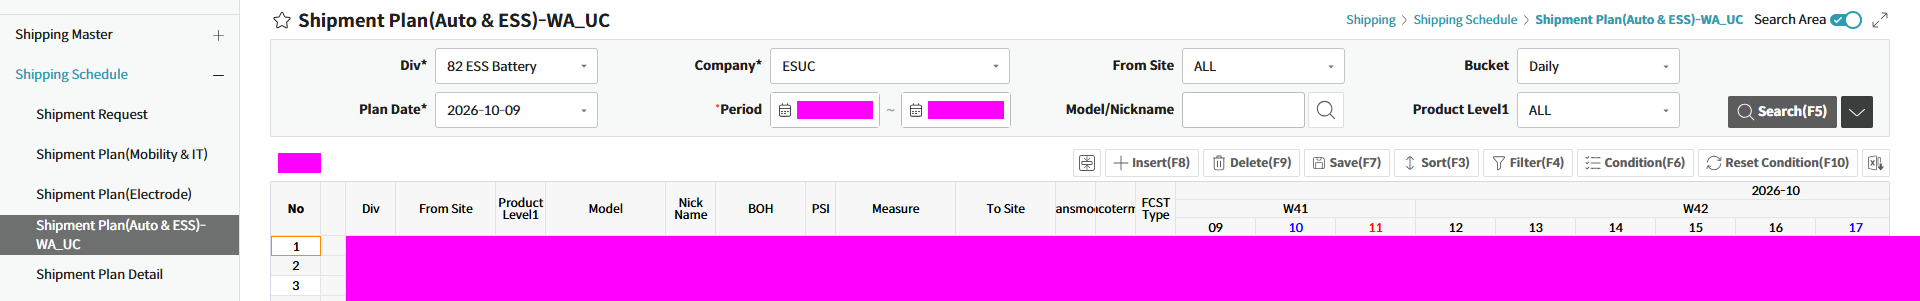 Shipping Master
Shipping Schedule
Shipment Request
Shipment Plan(Mobility & IT)
Shipment Plan(Electrode)
Shipment Plan(Auto & ESS)-
WA_UC
Shipment Plan Detail
Shipment Plan(Auto & ESS)-WA_UC
Shipping > Shipping Schedule > Shipment Plan(Auto & ESS)-WA_UC Search Area
Div* 82 ESS Battery Company* ESUC From Site ALL Bucket Daily
Plan Date* 2026-10-09 *Period ~ Model/Nickname Product Level1 ALL Search(F5)
Insert(F8) Delete(F9) Save(F7) Sort(F3) Filter(F4) Condition(F6) Reset Condition(F10)
No Div From Site Product Level1 Model Nick Name BOH PSI Measure To Site ansmo coterm FCST Type 2026-10
W41 W42
09 10 11 12 13 14 15 16 17
1
2
3